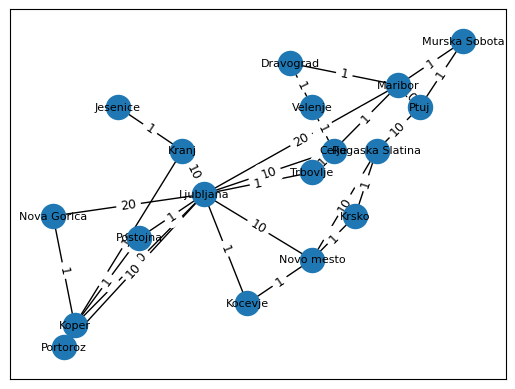 Murska Sobota
Dravograd
1
1
Maribor
1
1
Jesenice
Velenje
Ptuj
1
1
1
20
10
Kranj
Celje
Rogaska Slatina
10
10
1
Trbovlje
1
1
Ljubljana
20
10
Nova Gorica
1
Krsko
10
Postojna
1
1
Novo mesto
10
1
1
1
Kocevje
Koper
Portoroz